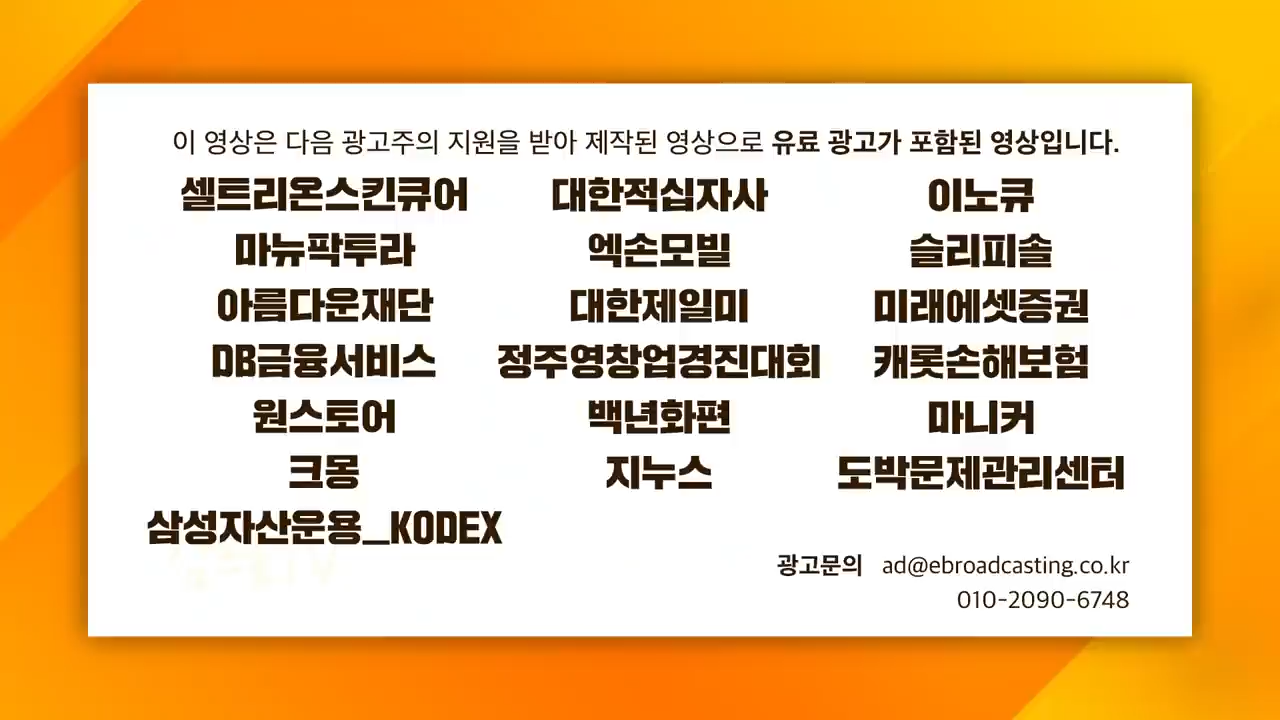 이 영상은 다음 광고주의 지원을 받아 제작된 영상으로 유료 광고가 포함된 영상입니다.
셀트리온스킨큐어 대한적십자사 이노큐
마뉴팍투라 엑손모빌 슬리피솔
아름다운재단 대한제일미 미래에셋증권
DB금융서비스 정주영창업경진대회 캐롯손해보험
원스토어 백년화편 마니커
크몽 지누스 도박문제관리센터
삼성자산운용_KODEX
광고문의 ad@ebroadcasting.co.kr
010-2090-6748